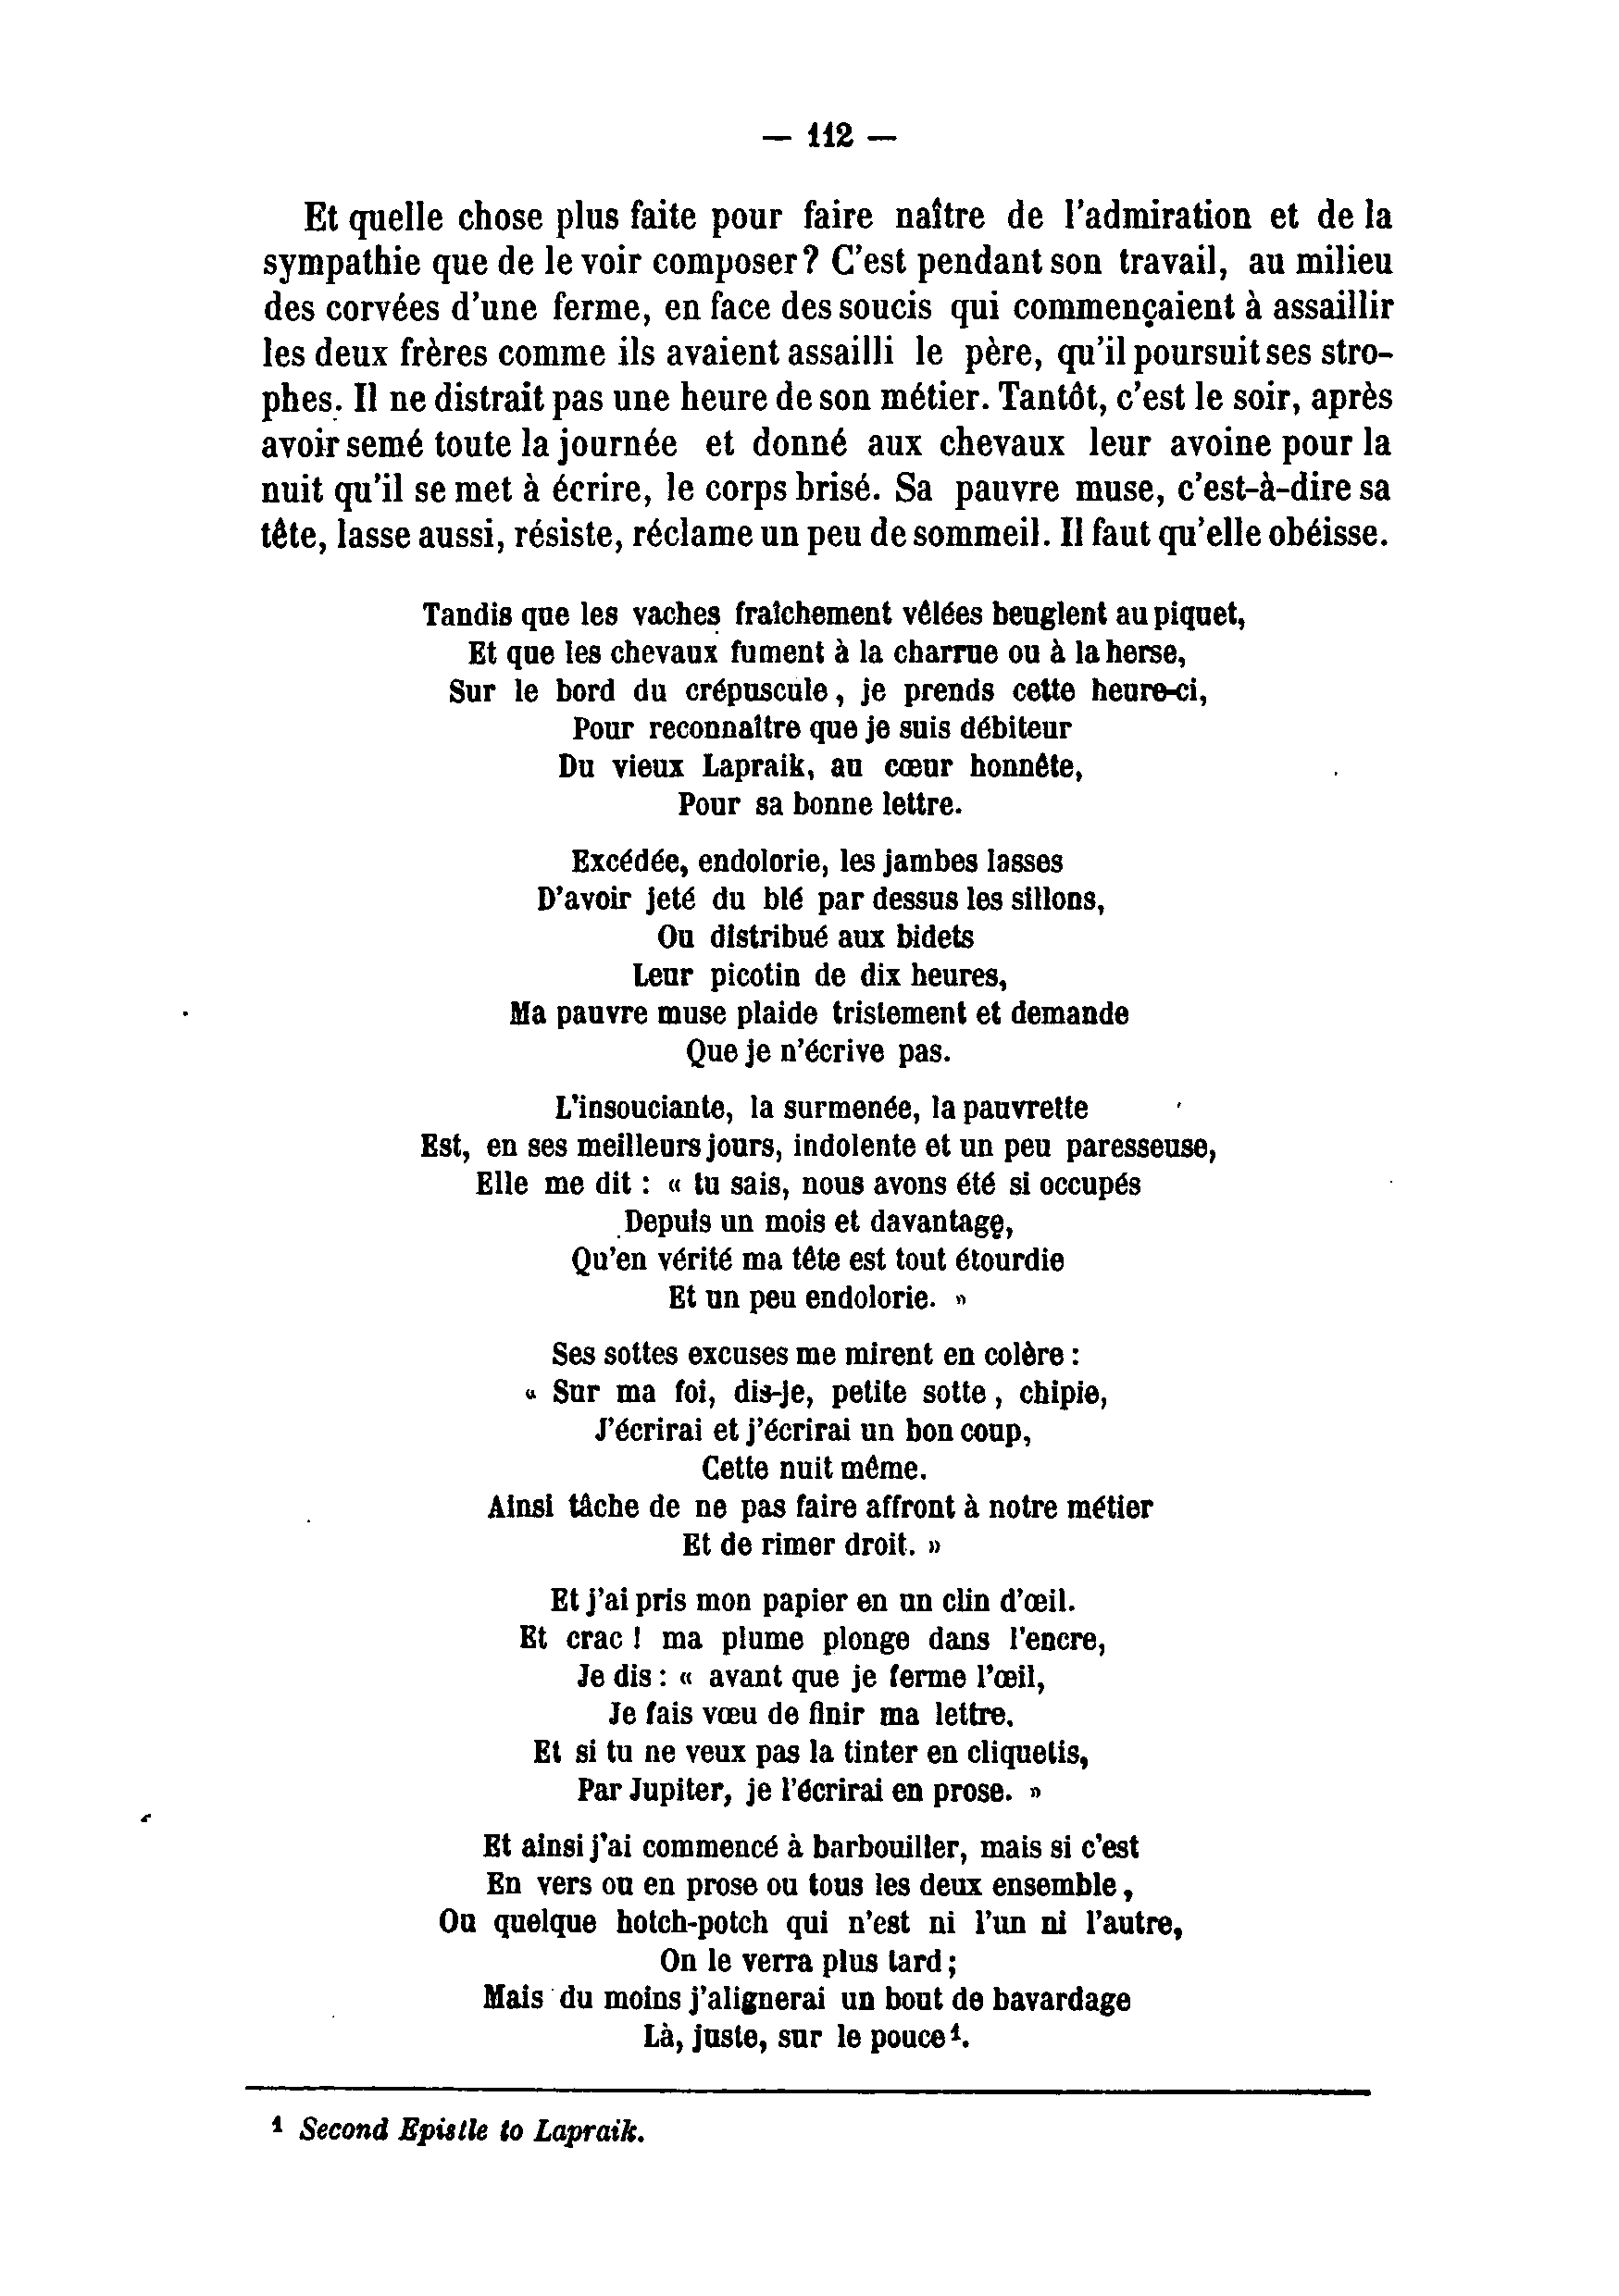 — 112 —
Et quelle chose plus faite pour faire naître de l'admiration et de la
sympathie que de le voir composer? C'est pendant son travail, au milieu
des corvées d'une ferme, en face des soucis qui commençaient à assaillir
les deux frères comme ils avaient assailli le père, qu'il poursuit ses stro-
phes. Il ne distrait pas une heure de son métier. Tantôt, c'est le soir, après
avoir semé toute la journée et donné aux chevaux leur avoine pour la
nuit qu'il se met à écrire, le corps brisé. Sa pauvre muse, c'est-à-dire sa
tête, lasse aussi, résiste, réclame un peu de sommeil. Il faut qu'elle obéisse.
Tandis que les vaches fraîchement vêlées beuglent au piquet,
Et que les chevaux fument à la charrue ou à la herse,
Sur le bord du crépuscule, je prends cette heure-ci,
Pour reconnaître que je suis débiteur
Du vieux Lapraik, au cœur honnête,
Pour sa bonne lettre.
Excédée, endolorie, les jambes lasses
D'avoir jeté du blé par dessus les sillons,
Ou distribué aux bidets
Leur picotin de dix heures,
Ma pauvre muse plaide tristement et demande
Que je n'écrive pas.
L'insouciante, la surmenée, la pauvrette
Est, en ses meilleurs jours, indolente et un peu paresseuse,
Elle me dit : « tu sais, nous avons été si occupés
Depuis un mois et davantage,
Qu'en vérité ma tête est tout étourdie
Et un peu endolorie. »
Ses sottes excuses me mirent en colère :
« Sur ma foi, dis-je, petite sotte, chipie,
J'écrirai et j'écrirai un bon coup,
Cette nuit même.
Ainsi tâche de ne pas faire affront à notre métier
Et de rimer droit. »
Et j'ai pris mon papier en un clin d'œil.
Et crac ! ma plume plonge dans l'encre,
Je dis : « avant que je ferme l'œil,
Je fais vœu de finir ma lettre.
Et si tu ne veux pas la tinter en cliquetis,
Par Jupiter, je l'écrirai en prose. »
Et ainsi j'ai commencé à barbouiller, mais si c'est
En vers ou en prose ou tous les deux ensemble,
Ou quelque hotch-potch qui n'est ni l'un ni l'autre,
On le verra plus tard ;
Mais du moins j'alignerai un bout de bavardage
Là, juste, sur le pouce¹.
¹ Second Epistle to Lapraik.